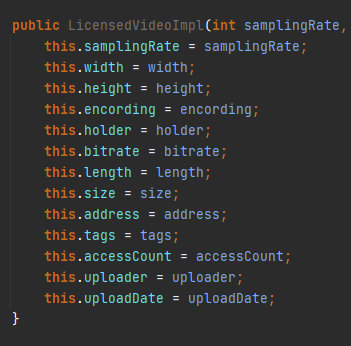 public LicensedVideoImpl(int samplingRate,
this.samplingRate = samplingRate;
this.width = width;
this.height = height;
this.encording = encording;
this.holder = holder;
this.bitrate = bitrate;
this.length = length;
this.size = size;
this.address = address;
this.tags = tags;
this.accessCount = accessCount;
this.uploader = uploader;
this.uploadDate = uploadDate;
}